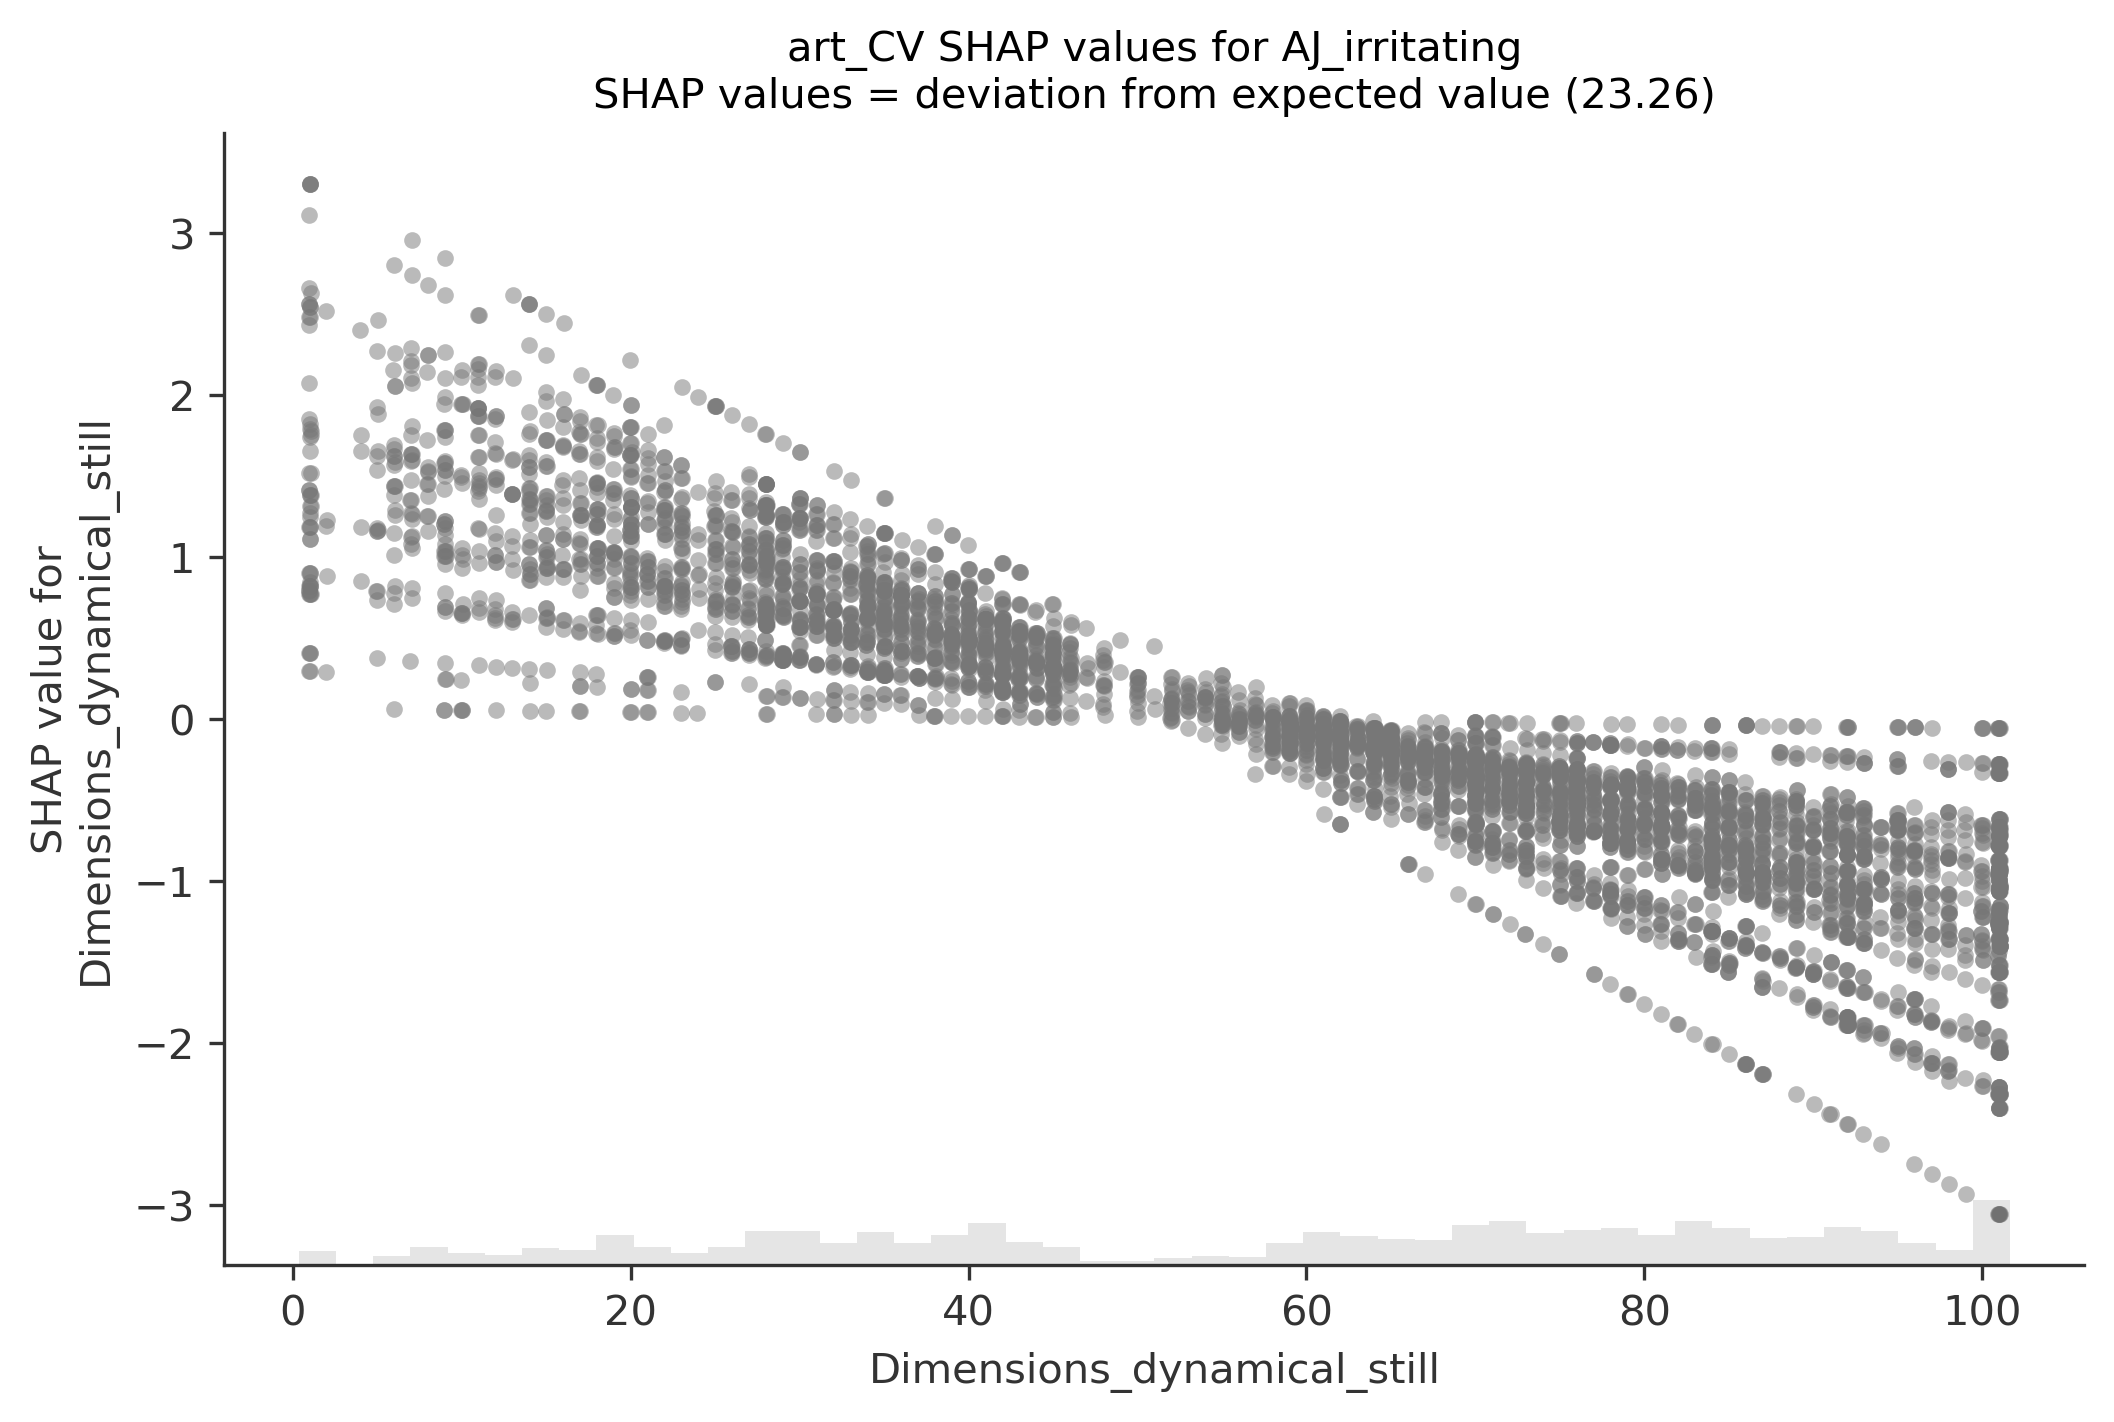 art_CV SHAP values for AJ_irritating
SHAP values = deviation from expected value (23.26)
SHAP value for
Dimensions_dynamical_still
3
2
1
0
−1
−2
−3
0
20
40
60
80
100
Dimensions_dynamical_still